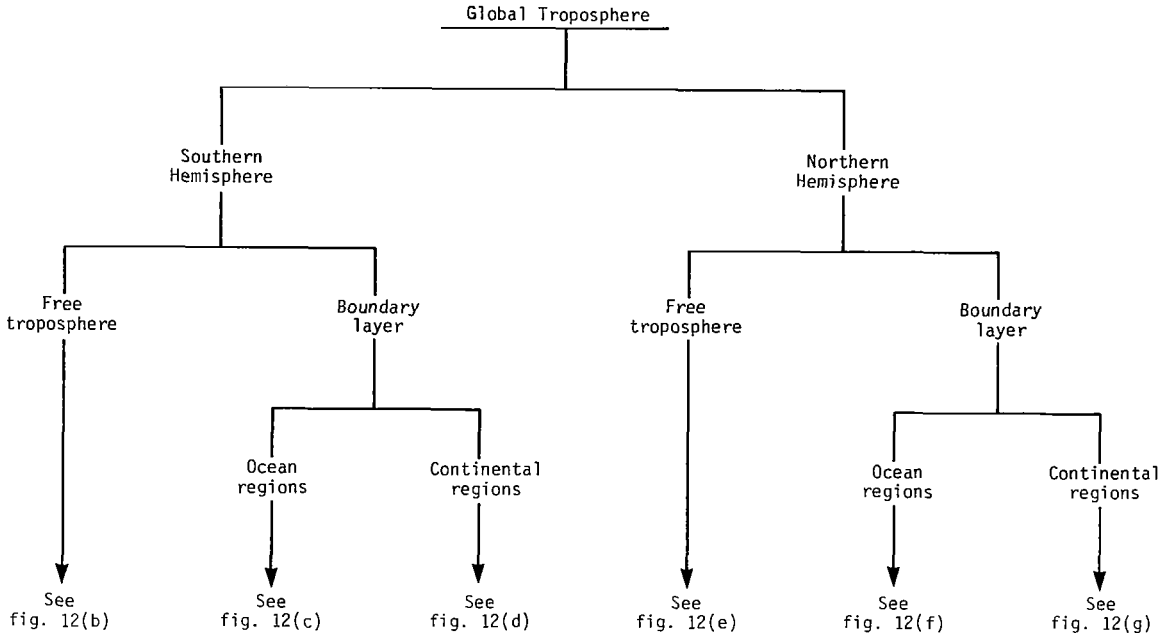 Global Troposphere
Southern
Hemisphere
Northern
Hemisphere
Free
troposphere
Boundary
layer
Free
troposphere
Boundary
layer
Ocean
regions
Continental
regions
Ocean
regions
Continental
regions
See
fig. 12(b)
See
fig. 12(c)
See
fig. 12(d)
See
fig. 12(e)
See
fig. 12(f)
See
fig. 12(g)